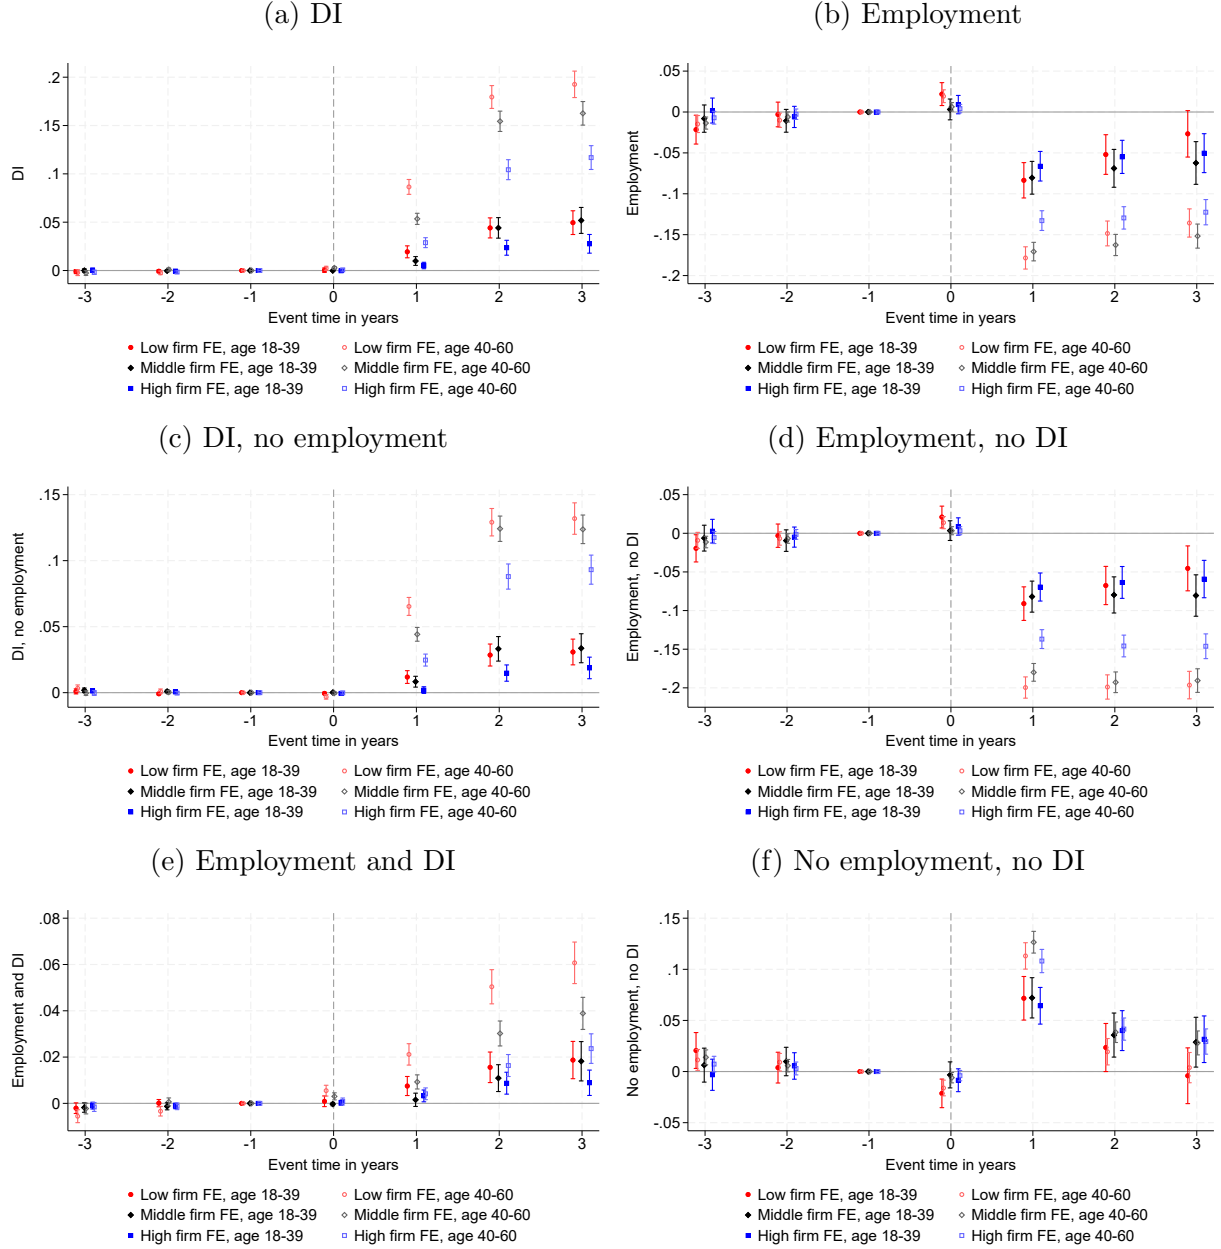 (a) DI
(b) Employment
.2
.15
.1
.05
0
DI
-3 -2 -1 0 1 2 3
Event time in years
Low firm FE, age 18-39 Low firm FE, age 40-60
Middle firm FE, age 18-39 Middle firm FE, age 40-60
High firm FE, age 18-39 High firm FE, age 40-60
.05
0
-.05
-.1
-.15
-.2
Employment
-3 -2 -1 0 1 2 3
Event time in years
Low firm FE, age 18-39 Low firm FE, age 40-60
Middle firm FE, age 18-39 Middle firm FE, age 40-60
High firm FE, age 18-39 High firm FE, age 40-60
(c) DI, no employment
(d) Employment, no DI
.15
.1
.05
0
DI, no employment
-3 -2 -1 0 1 2 3
Event time in years
Low firm FE, age 18-39 Low firm FE, age 40-60
Middle firm FE, age 18-39 Middle firm FE, age 40-60
High firm FE, age 18-39 High firm FE, age 40-60
.05
0
-.05
-.1
-.15
-.2
Employment, no DI
-3 -2 -1 0 1 2 3
Event time in years
Low firm FE, age 18-39 Low firm FE, age 40-60
Middle firm FE, age 18-39 Middle firm FE, age 40-60
High firm FE, age 18-39 High firm FE, age 40-60
(e) Employment and DI
(f) No employment, no DI
.08
.06
.04
.02
0
Employment and DI
-3 -2 -1 0 1 2 3
Event time in years
Low firm FE, age 18-39 Low firm FE, age 40-60
Middle firm FE, age 18-39 Middle firm FE, age 40-60
High firm FE, age 18-39 High firm FE, age 40-60
.15
.1
.05
0
-.05
No employment, no DI
-3 -2 -1 0 1 2 3
Event time in years
Low firm FE, age 18-39 Low firm FE, age 40-60
Middle firm FE, age 18-39 Middle firm FE, age 40-60
High firm FE, age 18-39 High firm FE, age 40-60